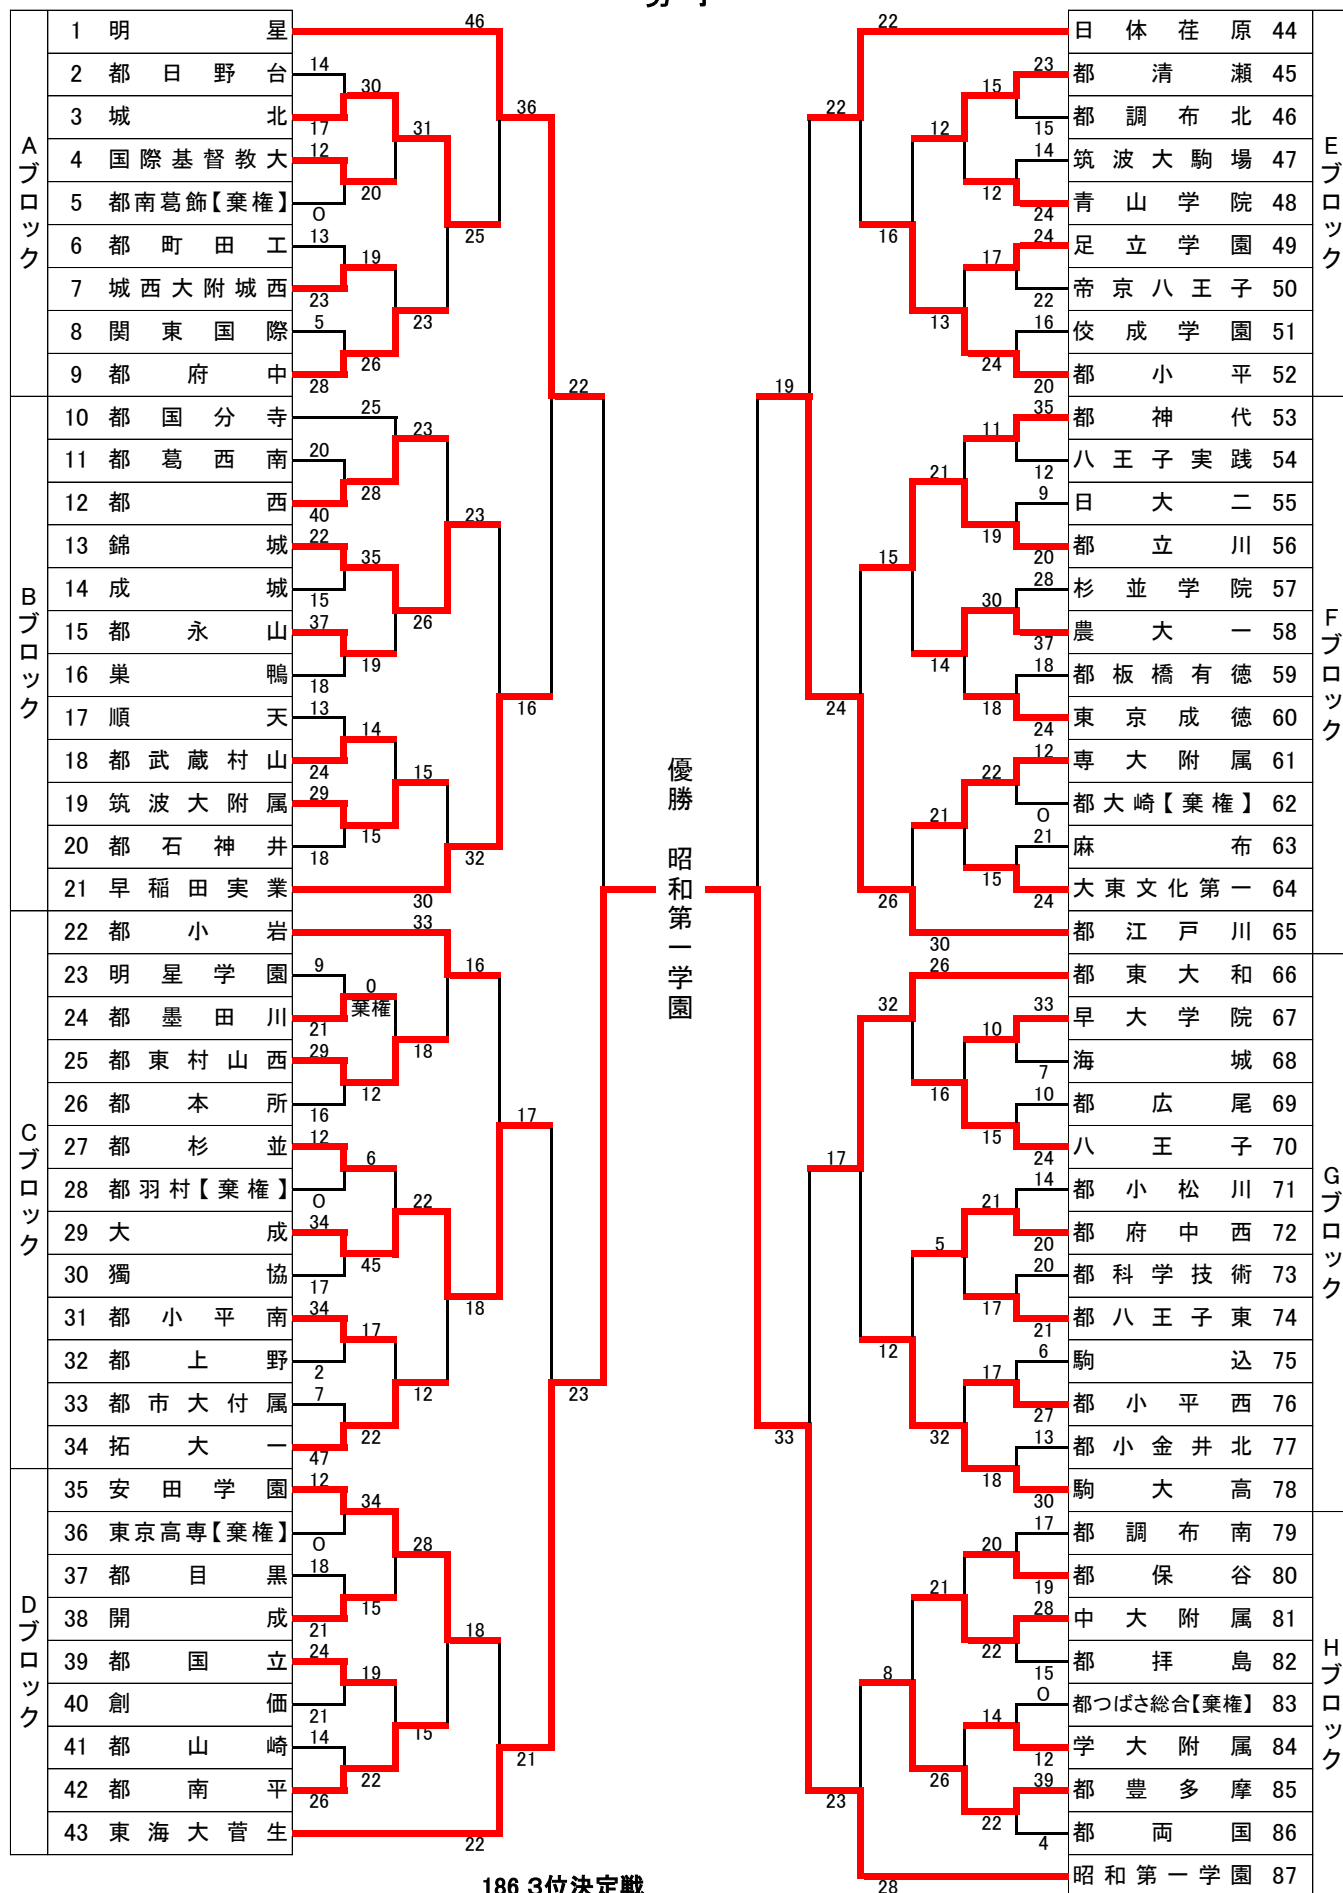 Aブロック
1 明星 46
2 都日野台 14
30
3 城北 17
36
31
4 国際基督教大 12
20
5 都南葛飾【棄権】 0
25
6 都町田工 13
19
7 城西大附城西 23
23
8 関東国際 5
26
9 都府中 28
22
Bブロック
10 都国分寺 25
23
11 都葛西南 20
28
12 都西 40
23
13 錦城 22
35
14 成城 15
26
15 都永山 37
19
16 巣鴨 18
16
17 順天 13
14
18 都武蔵村山 24
15
19 筑波大附属 29
15
20 都石神井 18
32
21 早稲田実業 30
Cブロック
22 都小岩 33
16
23 明星学園 9
0
棄権
24 都墨田川 21
18
25 都東村山西 29
12
26 都本所 16
17
27 都杉並 12
6
28 都羽村【棄権】 0
22
29 大成 34
45
30 獨協 17
18
31 都小平南 34
17
32 都上野 2
12
33 都市大付属 7
22
34 拓大一 47
23
Dブロック
35 安田学園 12
34
36 東京高専【棄権】 0
28
37 都目黒 18
15
38 開成 21
18
39 都国立 24
19
40 創価 21
15
41 都山崎 14
22
42 都南平 26
21
43 東海大菅生 22
優勝 昭和第一学園
186 3位決定戦
Eブロック
22 日体荏原 44
23 都清瀬 45
15
22
12
15 都調布北 46
14 筑波大駒場 47
12
24 青山学院 48
16
24 足立学園 49
17
22 帝京八王子 50
13
16 佼成学園 51
24
20 都小平 52
19
Fブロック
35 都神代 53
11
12 八王子実践 54
21
9 日大二 55
19
20 都立川 56
15
28 杉並学院 57
30
37 農大一 58
14
18 都板橋有徳 59
18
24 東京成徳 60
24
12 専大附属 61
22
0 都大崎【棄権】 62
21
21 麻布 63
15
24 大東文化第一 64
26
30 都江戸川 65
Gブロック
26 都東大和 66
32
33 早大学院 67
10
7 海城 68
16
10 都広尾 69
15
24 八王子 70
17
14 都小松川 71
21
20 都府中西 72
5
20 都科学技術 73
17
21 都八王子東 74
12
6 駒込 75
17
27 都小平西 76
32
13 都小金井北 77
18
30 駒大高 78
33
Hブロック
17 都調布南 79
20
19 都保谷 80
21
28 中大附属 81
22
15 都拝島 82
8
0 都つばさ総合【棄権】 83
14
12 学大附属 84
26
39 都豊多摩 85
22
4 都両国 86
23
28 昭和第一学園 87